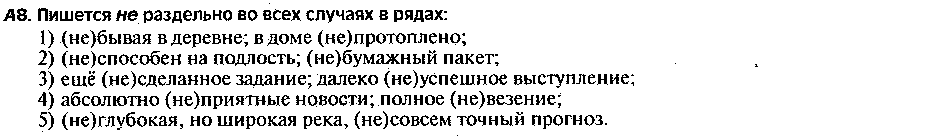 А8. Пишется не раздельно во всех случаях в рядах:
1) (не)бывая в деревне; в доме (не)протоплено;
2) (не)способен на подлость; (не)бумажный пакет;
3) ещё (не)сделанное задание; далеко (не)успешное выступление;
4) абсолютно (не)приятные новости; полное (не)везение;
5) (не)глубокая, но широкая река, (не)совсем точный прогноз.